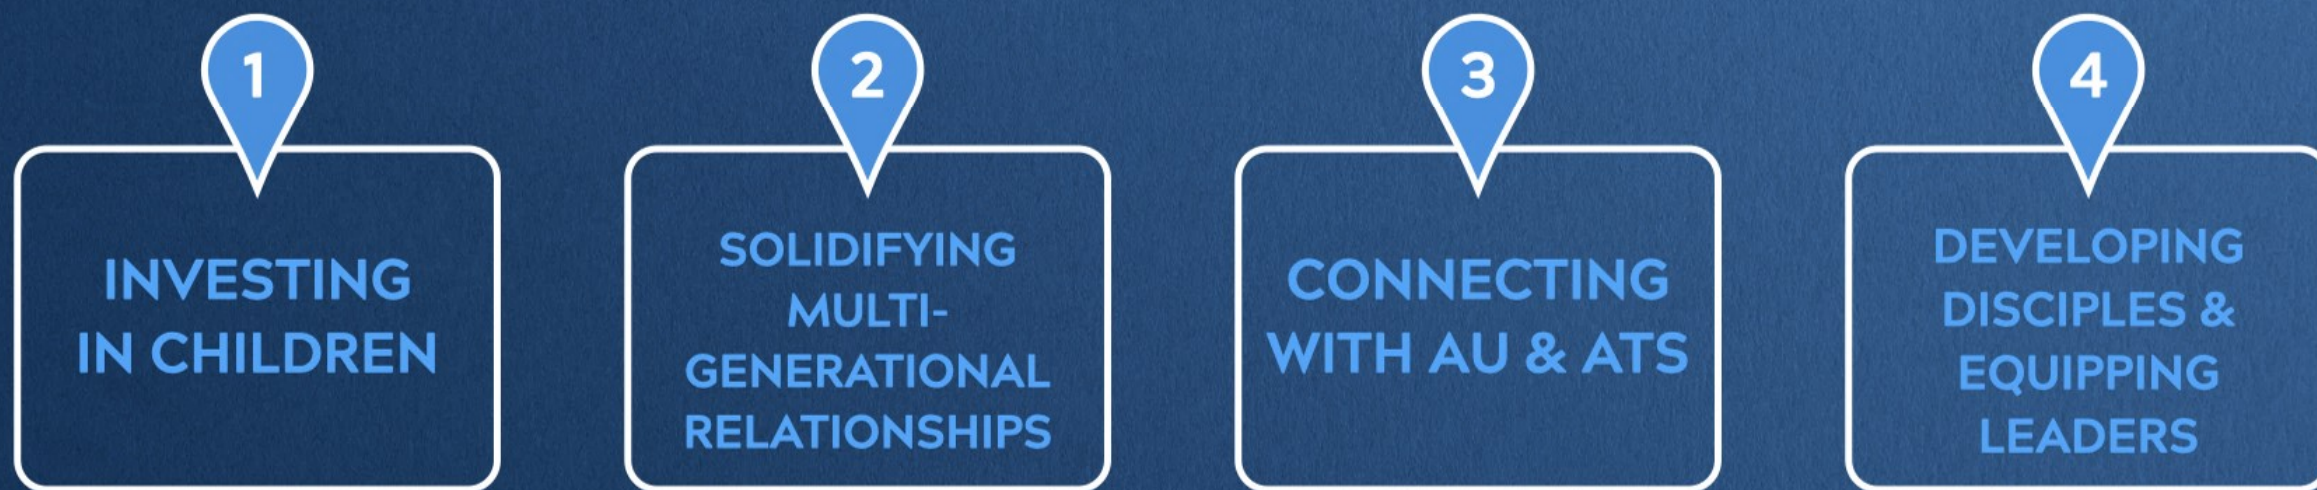 1
INVESTING
IN CHILDREN
2
SOLIDIFYING
MULTI-
GENERATIONAL
RELATIONSHIPS
3
CONNECTING
WITH AU & ATS
4
DEVELOPING
DISCIPLES &
EQUIPPING
LEADERS